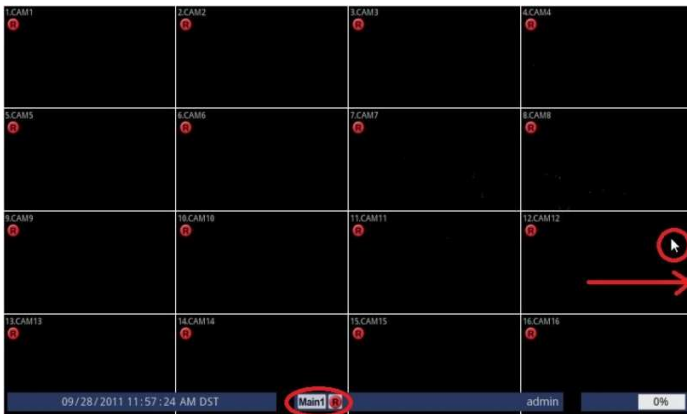 1.CAM1 2.CAM2 3.CAM3 4.CAM4
R R R R
5.CAM5 6.CAM6 7.CAM7 8.CAM8
R R R R
9.CAM9 10.CAM10 11.CAM11 12.CAM12
R R R R
13.CAM13 14.CAM14 15.CAM15 16.CAM16
R R R R
09/28/2011 11:57:24 AM DST Main1 R admin 0%